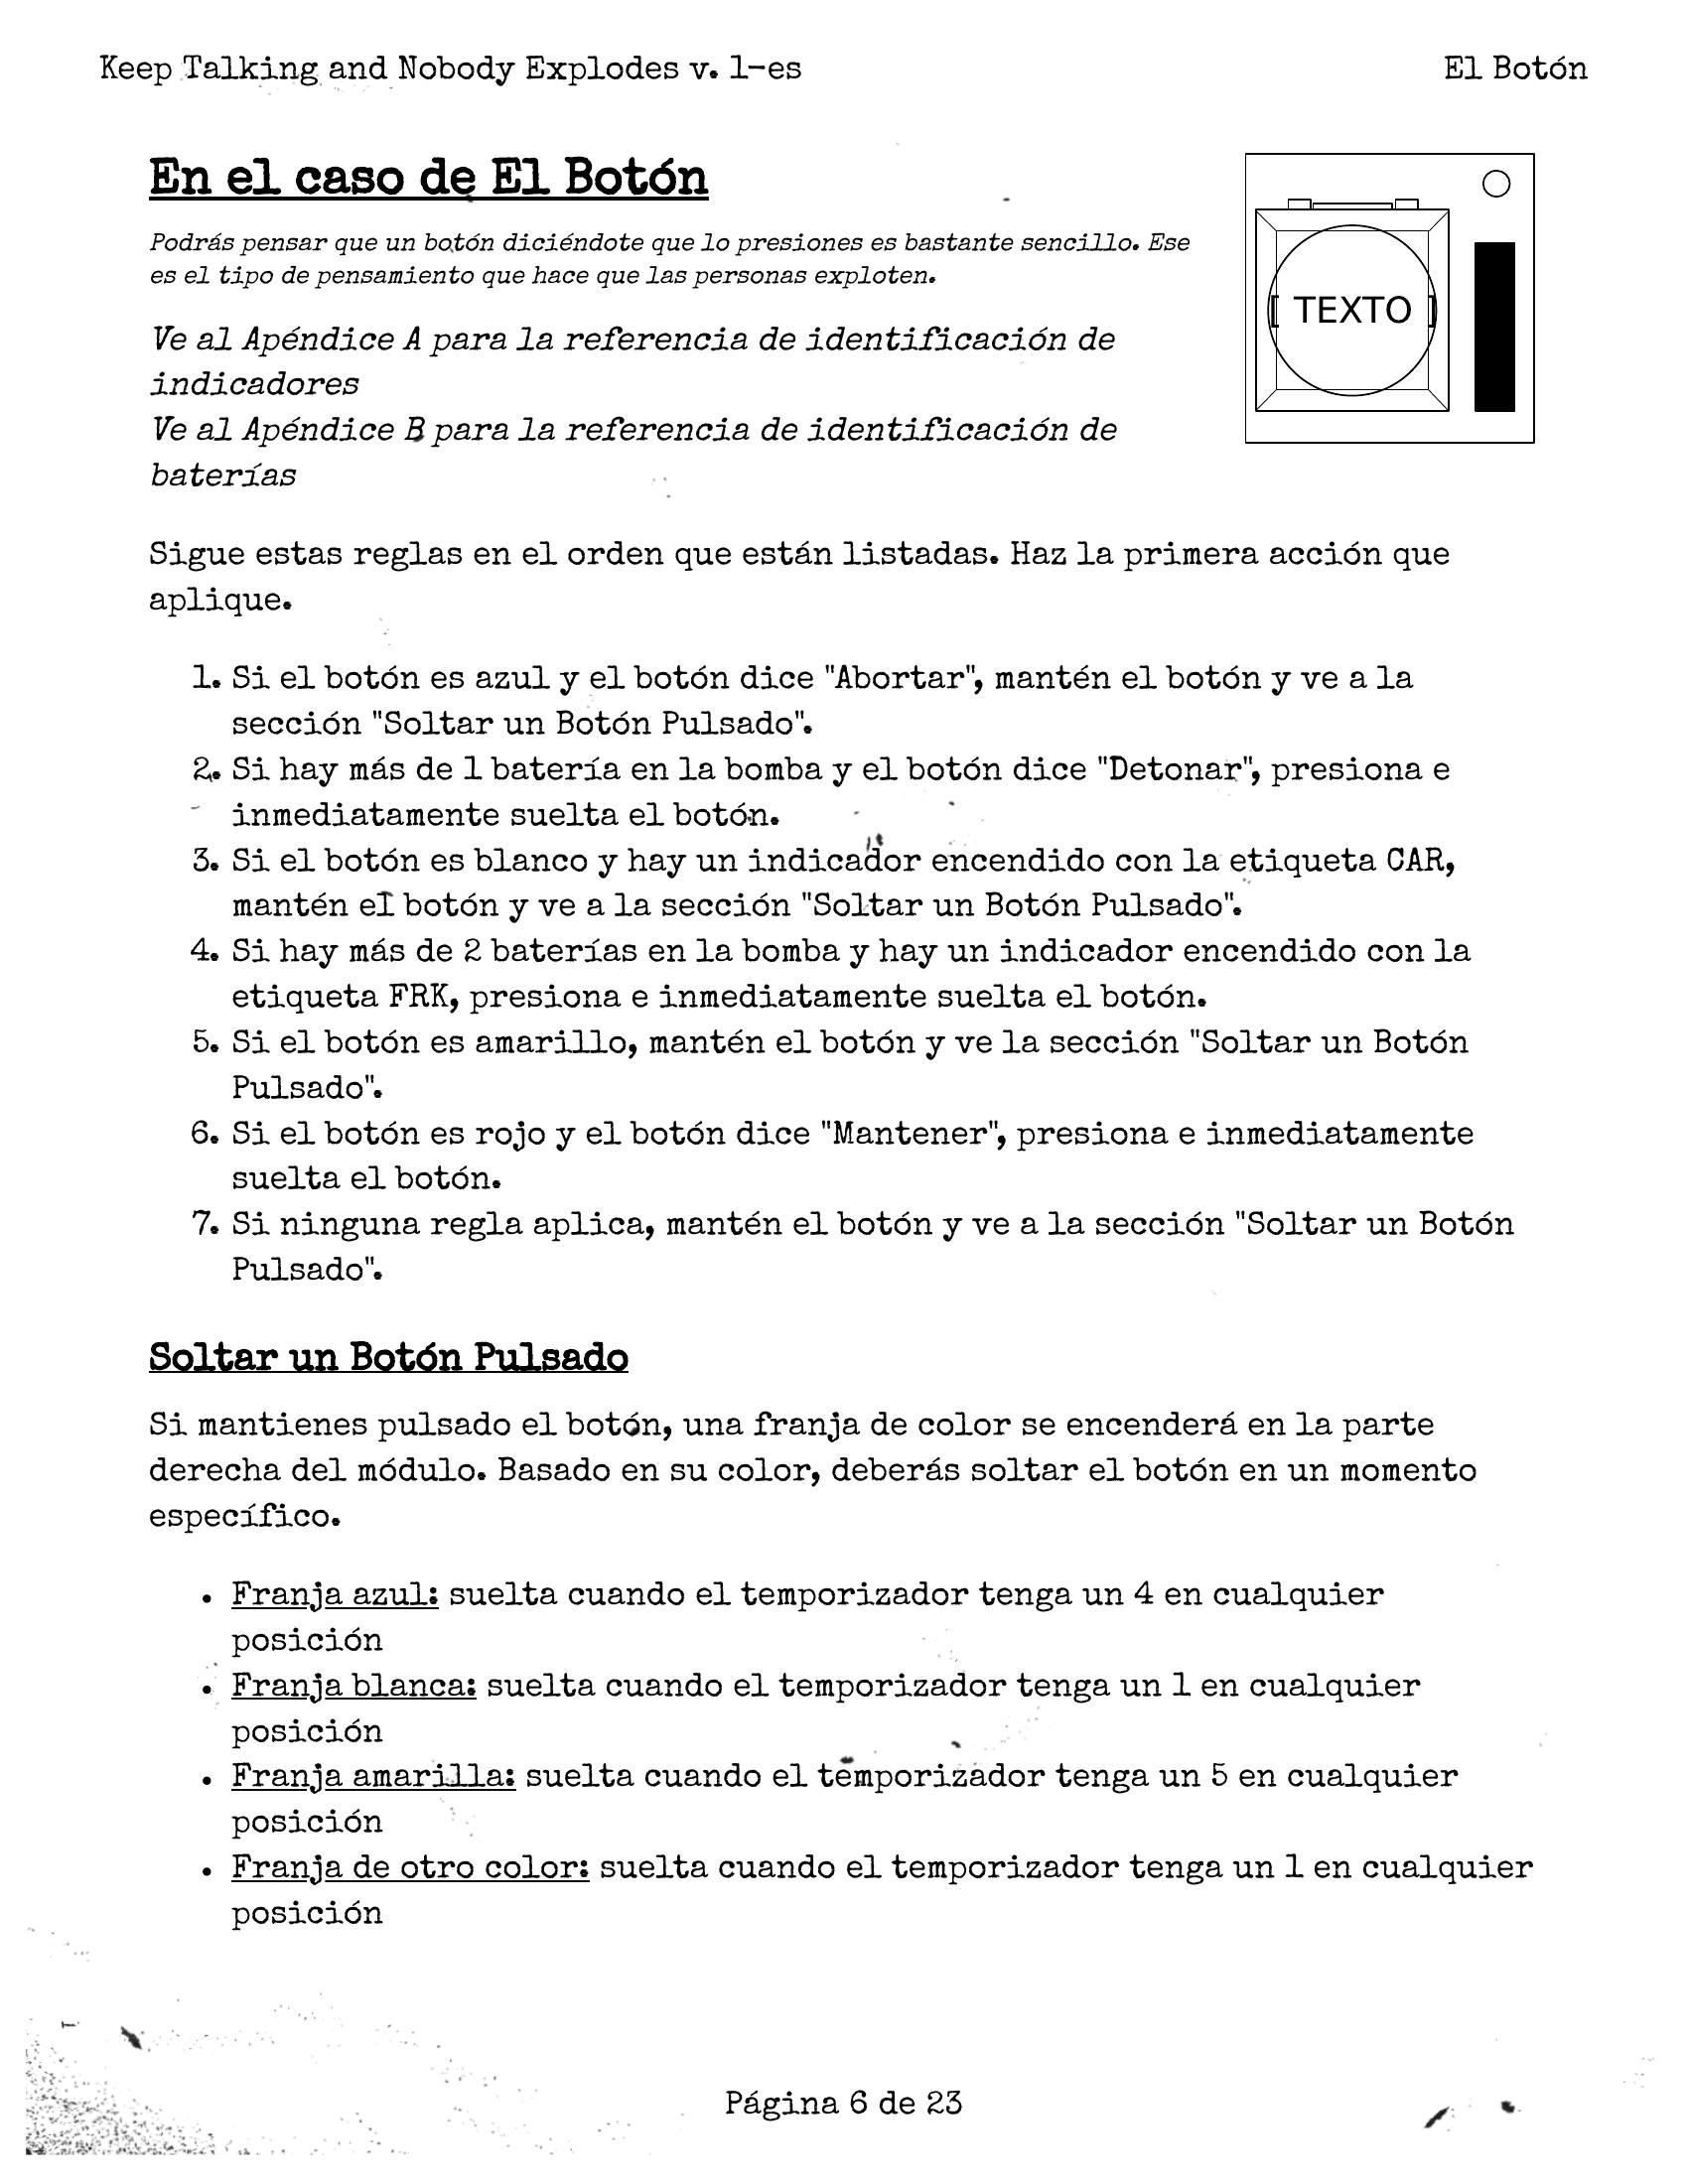 Keep Talking and Nobody Explodes v. 1-es
El Botón
En el caso de El Botón
Podrás pensar que un botón diciéndote que lo presiones es bastante sencillo. Ese
es el tipo de pensamiento que hace que las personas exploten.
TEXTO
Ve al Apéndice A para la referencia de identificación de
indicadores
Ve al Apéndice B para la referencia de identificación de
baterías
Sigue estas reglas en el orden que están listadas. Haz la primera acción que
aplique.
1. Si el botón es azul y el botón dice "Abortar", mantén el botón y ve a la
sección "Soltar un Botón Pulsado".
2. Si hay más de 1 batería en la bomba y el botón dice "Detonar", presiona e
inmediatamente suelta el botón.
3. Si el botón es blanco y hay un indicador encendido con la etiqueta CAR,
mantén el botón y ve a la sección "Soltar un Botón Pulsado".
4. Si hay más de 2 baterías en la bomba y hay un indicador encendido con la
etiqueta FRK, presiona e inmediatamente suelta el botón.
5. Si el botón es amarillo, mantén el botón y ve la sección "Soltar un Botón
Pulsado".
6. Si el botón es rojo y el botón dice "Mantener", presiona e inmediatamente
suelta el botón.
7. Si ninguna regla aplica, mantén el botón y ve a la sección "Soltar un Botón
Pulsado".
Soltar un Botón Pulsado
Si mantienes pulsado el botón, una franja de color se encenderá en la parte
derecha del módulo. Basado en su color, deberás soltar el botón en un momento
específico.
• Franja azul: suelta cuando el temporizador tenga un 4 en cualquier
posición
• Franja blanca: suelta cuando el temporizador tenga un 1 en cualquier
posición
• Franja amarilla: suelta cuando el temporizador tenga un 5 en cualquier
posición
• Franja de otro color: suelta cuando el temporizador tenga un 1 en cualquier
posición
Página 6 de 23